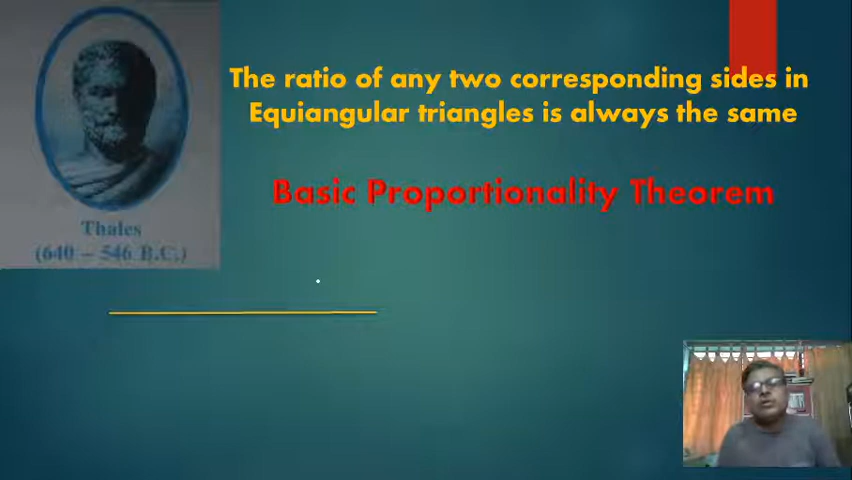 The ratio of any two corresponding sides in
Equiangular triangles is always the same
Basic Proportionality Theorem
Thales
(640 – 546 B.C.)